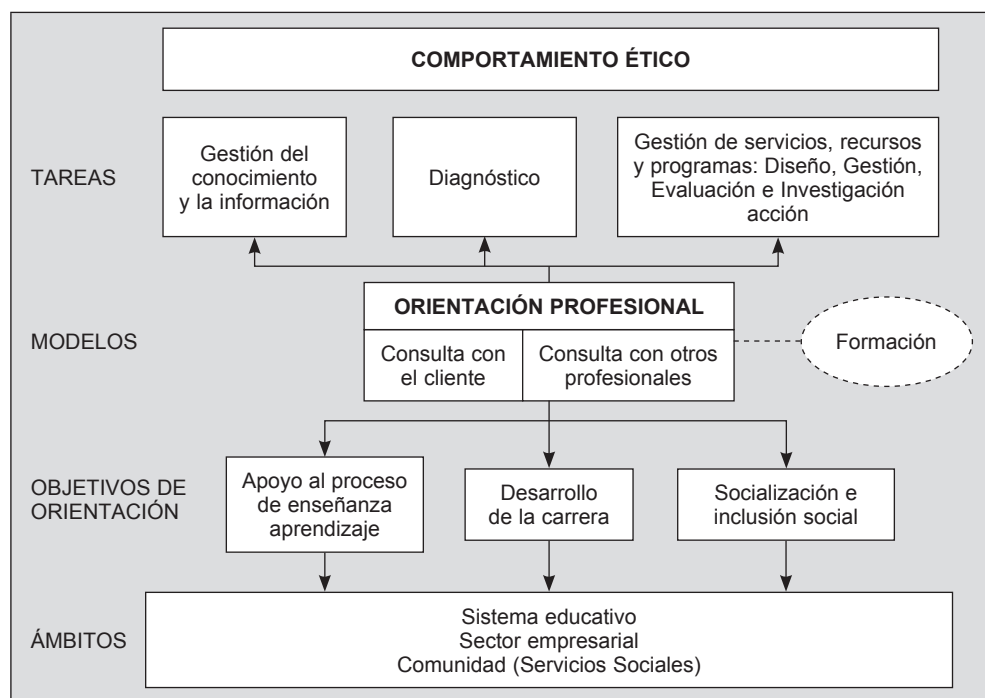 COMPORTAMIENTO ÉTICO
TAREAS
Gestión del
conocimiento
y la información
Diagnóstico
Gestión de servicios, recursos
y programas: Diseño, Gestión,
Evaluación e Investigación
acción
MODELOS
ORIENTACIÓN PROFESIONAL
Consulta con
el cliente
Consulta con otros
profesionales
Formación
OBJETIVOS DE
ORIENTACIÓN
Apoyo al proceso
de enseñanza
aprendizaje
Desarrollo
de la carrera
Socialización e
inclusión social
ÁMBITOS
Sistema educativo
Sector empresarial
Comunidad (Servicios Sociales)